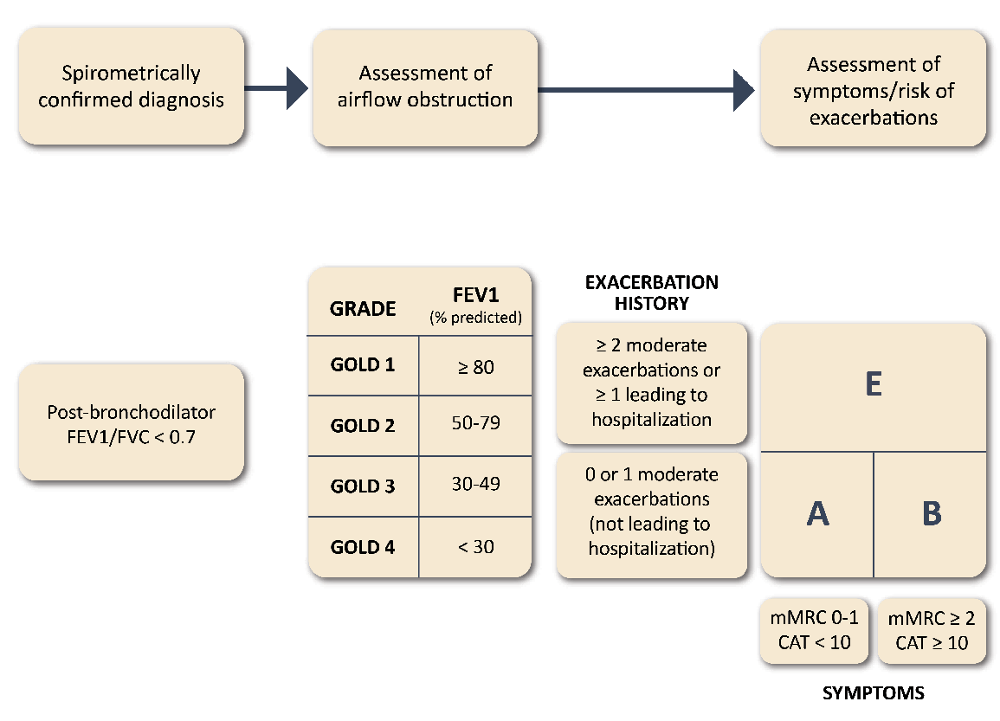 Spirometrically
confirmed diagnosis
Assessment of
airflow obstruction
Assessment of
symptoms/risk of
exacerbations
Post-bronchodilator
FEV1/FVC < 0.7
GRADE
FEV1
(% predicted)
GOLD 1
≥ 80
GOLD 2
50-79
GOLD 3
30-49
GOLD 4
< 30
EXACERBATION
HISTORY
≥ 2 moderate
exacerbations or
≥ 1 leading to
hospitalization
0 or 1 moderate
exacerbations
(not leading to
hospitalization)
E
A
B
mMRC 0-1
CAT < 10
mMRC ≥ 2
CAT ≥ 10
SYMPTOMS